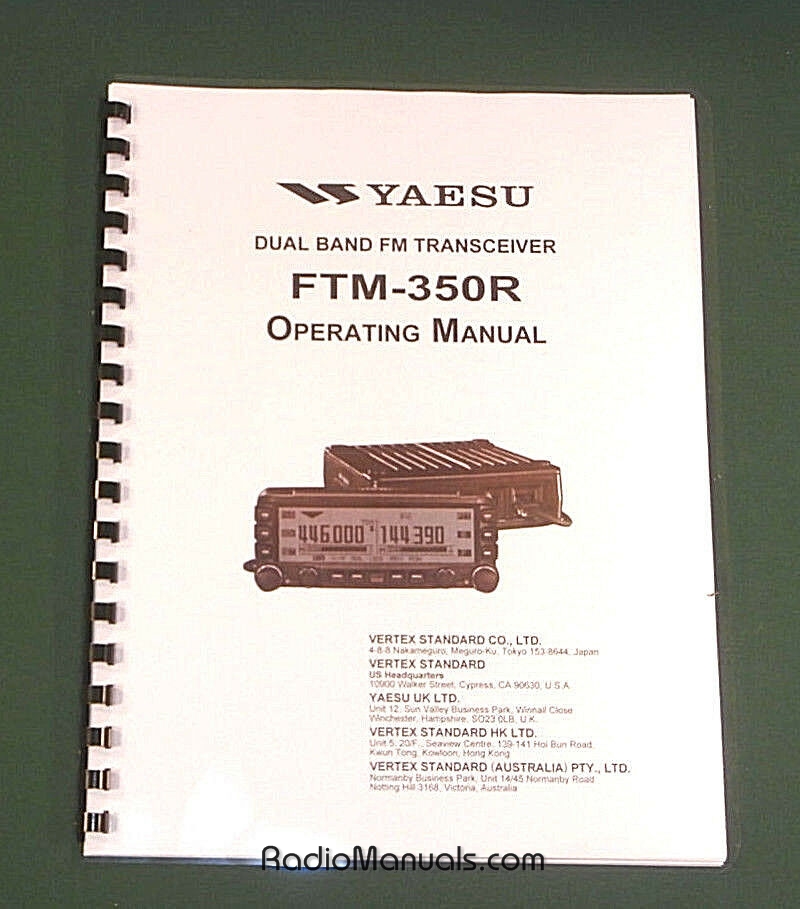 YAESU
DUAL BAND FM TRANSCEIVER
FTM-350R
OPERATING MANUAL
446.000 144.390
VERTEX STANDARD CO., LTD.
4-8-8 Nakameguro, Meguro-Ku, Tokyo 153-8644, Japan
VERTEX STANDARD
US Headquarters
10900 Walker Street, Cypress, CA 90630, U.S.A.
YAESU UK LTD.
Unit 12, Sun Valley Business Park, Winnall Close
Winchester, Hampshire, SO23 0LB, U.K.
VERTEX STANDARD HK LTD.
Unit 5, 20/F., Seaview Centre, 139-141 Hoi Bun Road,
Kwun Tong, Kowloon, Hong Kong
VERTEX STANDARD (AUSTRALIA) PTY., LTD.
Normanby Business Park, Unit 14/45 Normanby Road
Notting Hill 3168, Victoria, Australia
RadioManuals.com